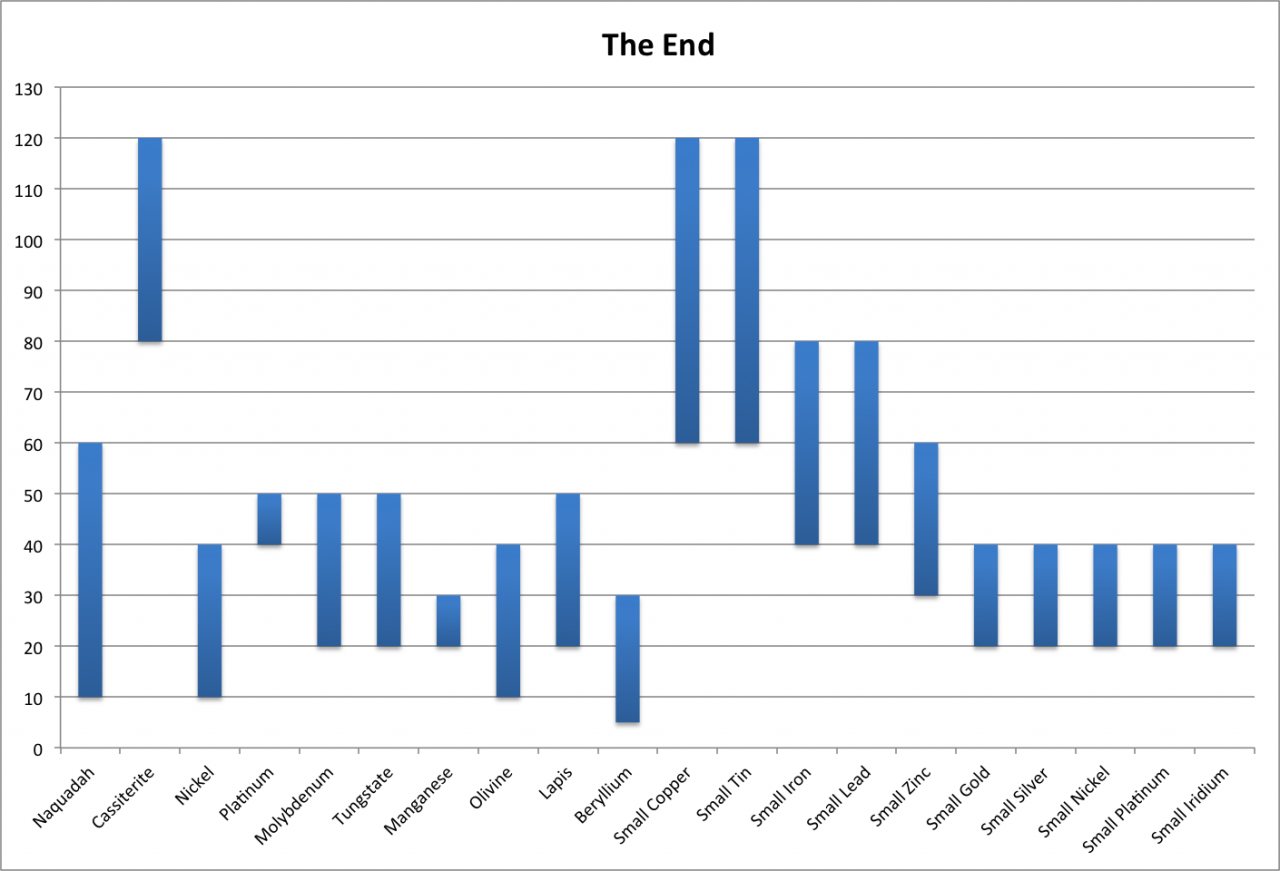 The End
130
120
110
100
90
80
70
60
50
40
30
20
10
0
Naquadah
Cassiterite
Nickel
Platinum
Molybdenum
Tungstate
Manganese
Olivine
Lapis
Beryllium
Small Copper
Small Tin
Small Iron
Small Lead
Small Zinc
Small Gold
Small Silver
Small Nickel
Small Platinum
Small Iridium